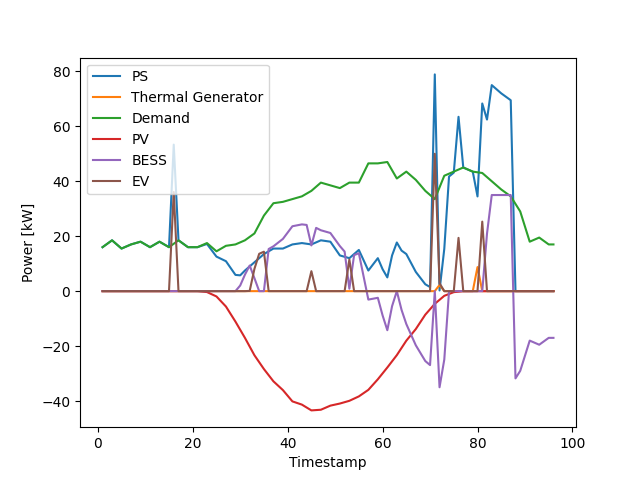 PS
Thermal Generator
Demand
PV
BESS
EV
Power [kW]
80
60
40
20
0
−20
−40
0 20 40 60 80 100
Timestamp